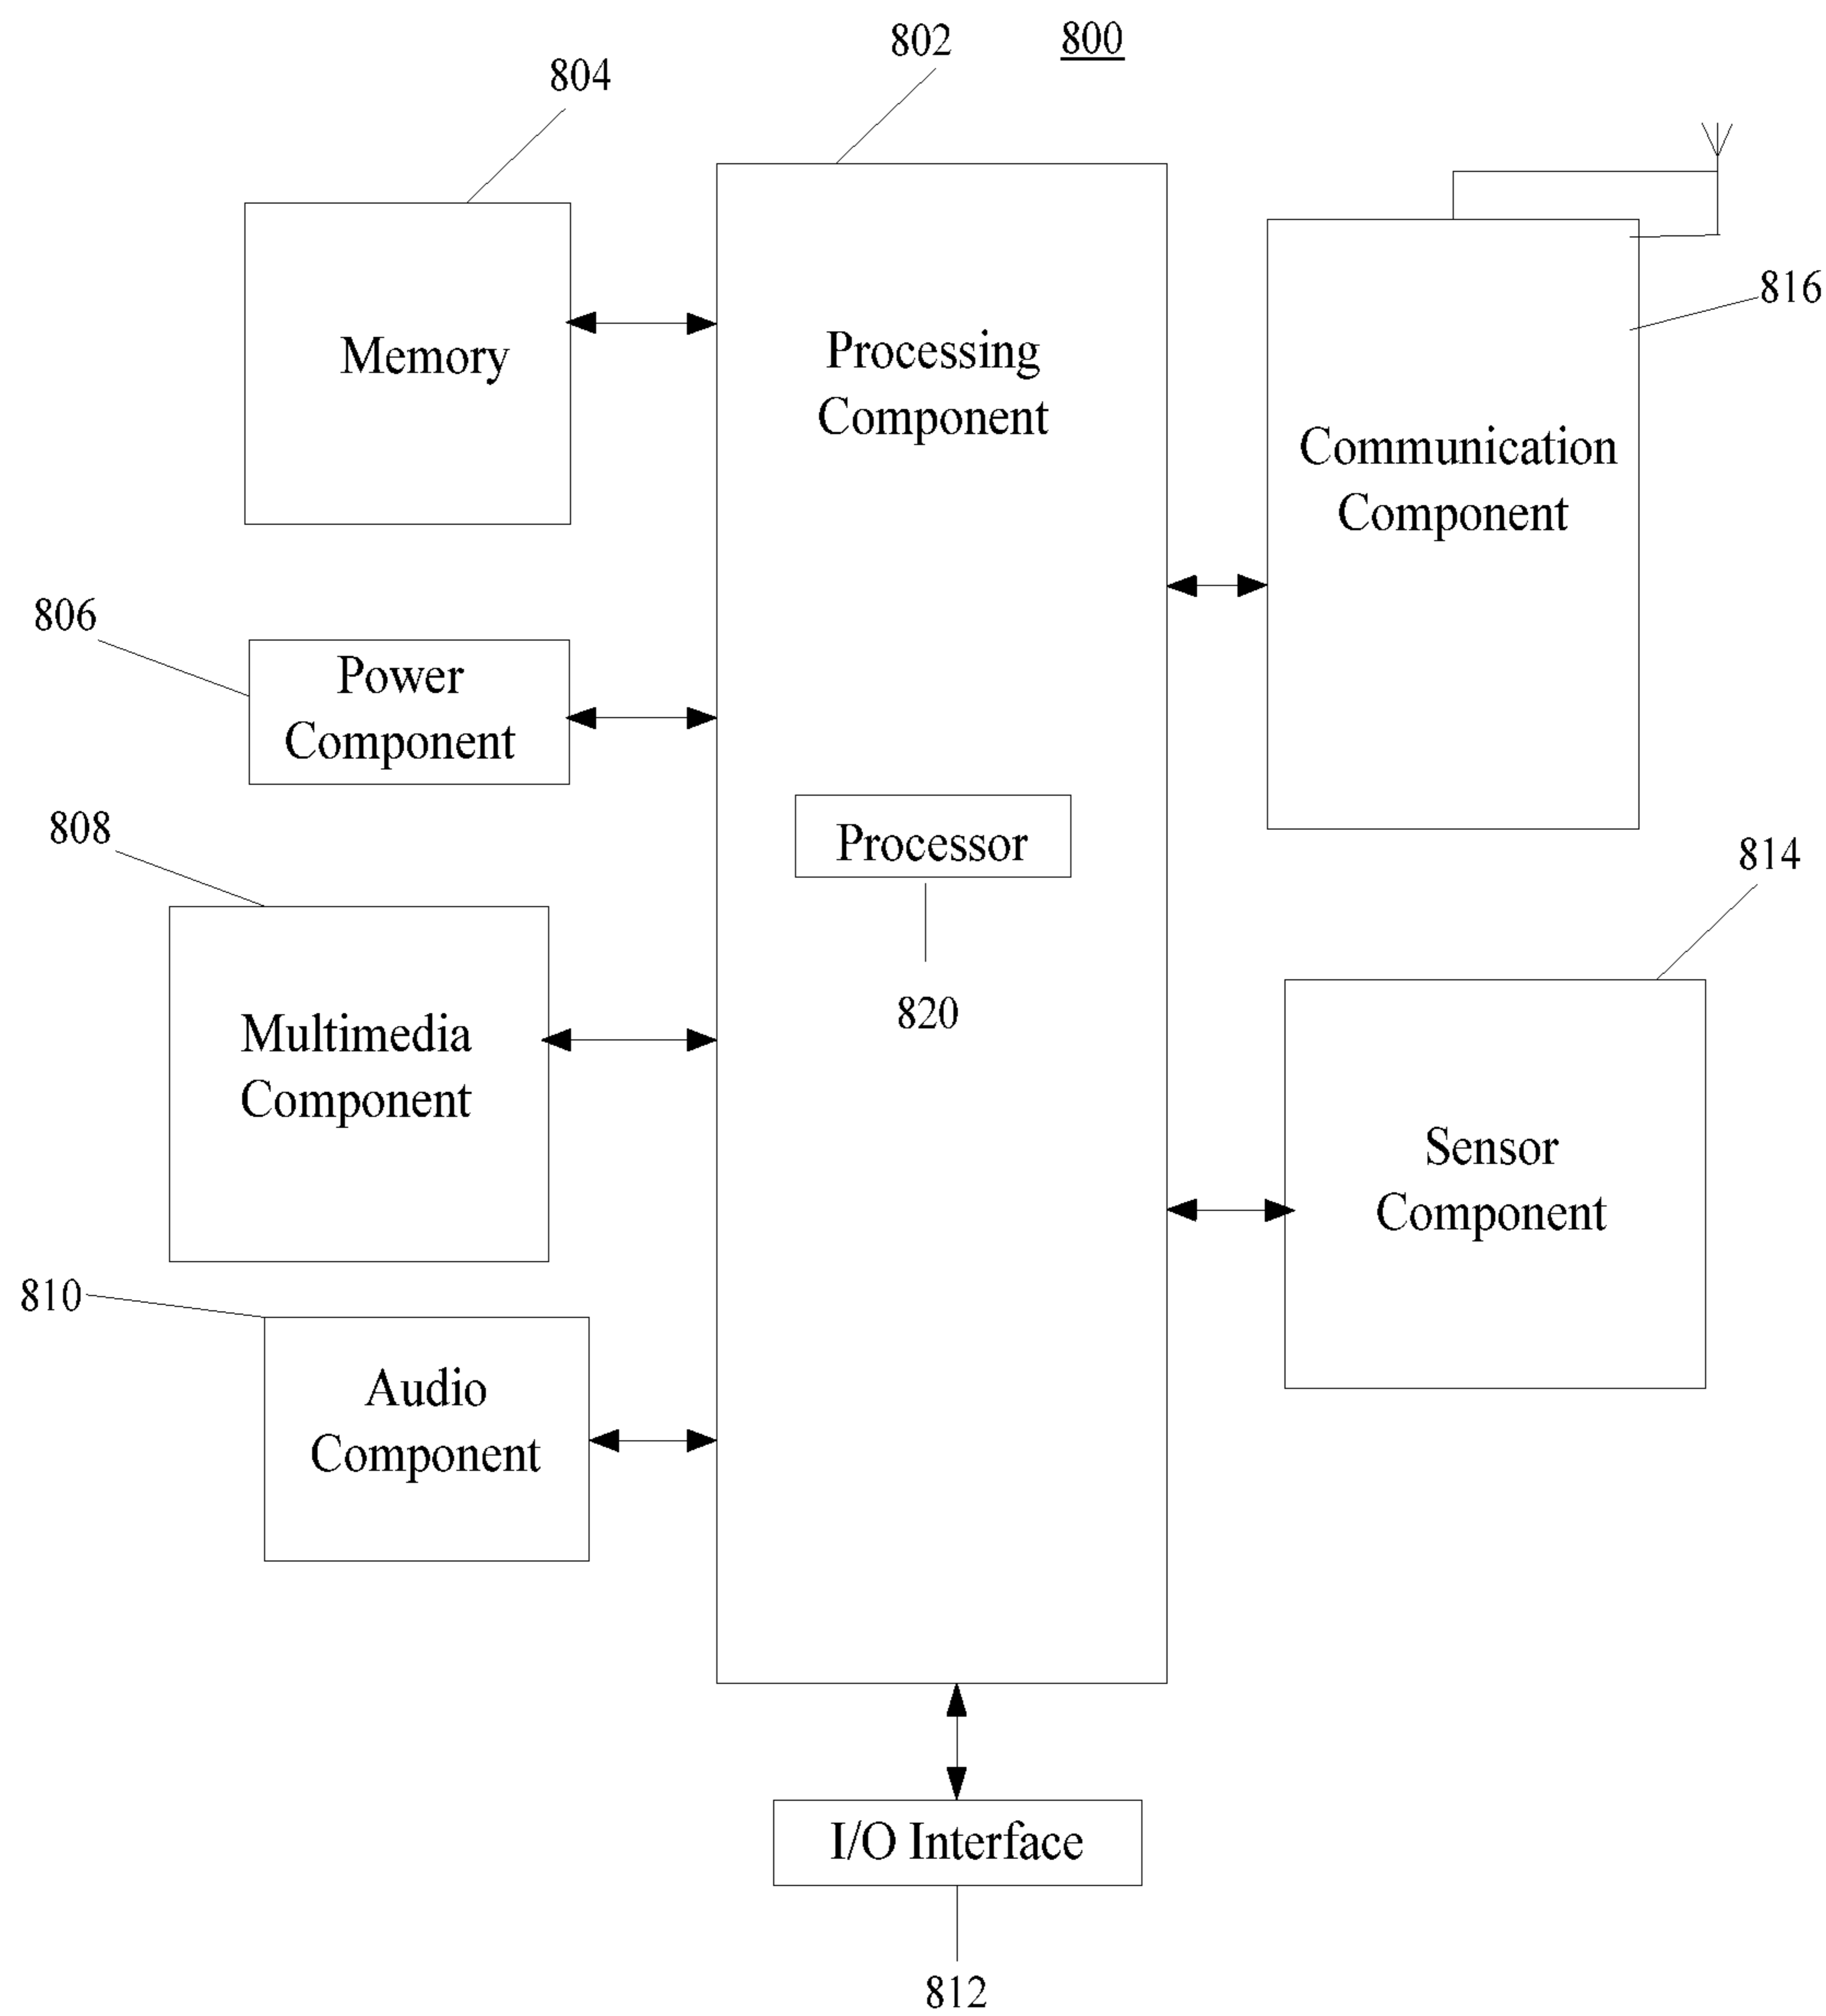 802
800
804
816
Memory
Processing
Component
Communication
Component
806
Power
Component
808
Processor
814
820
Multimedia
Component
Sensor
Component
810
Audio
Component
I/O Interface
812